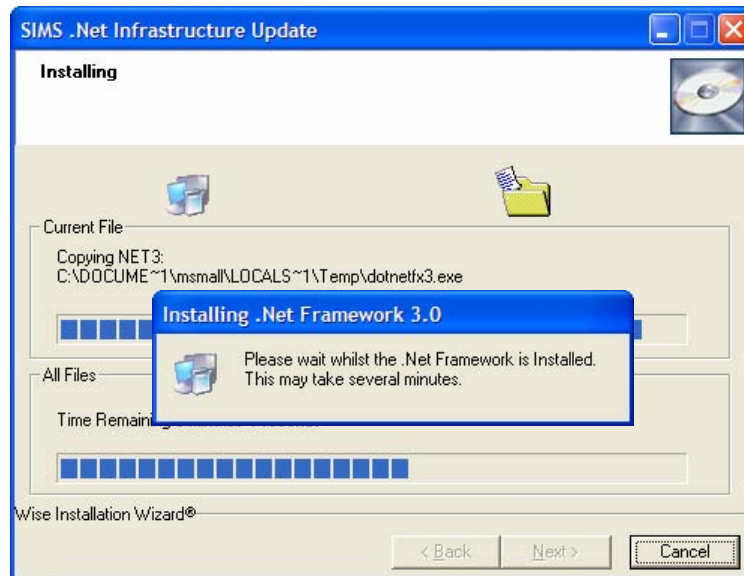 SIMS .Net Infrastructure Update
Installing
Current File
Copying NET3:
C:\DOCUME~1\msmall\LOCALS~1\Temp\dotnetfx3.exe
Installing .Net Framework 3.0
Please wait whilst the .Net Framework is Installed.
This may take several minutes.
All Files
Time Remaining
Wise Installation Wizard®
< Back
Next >
Cancel